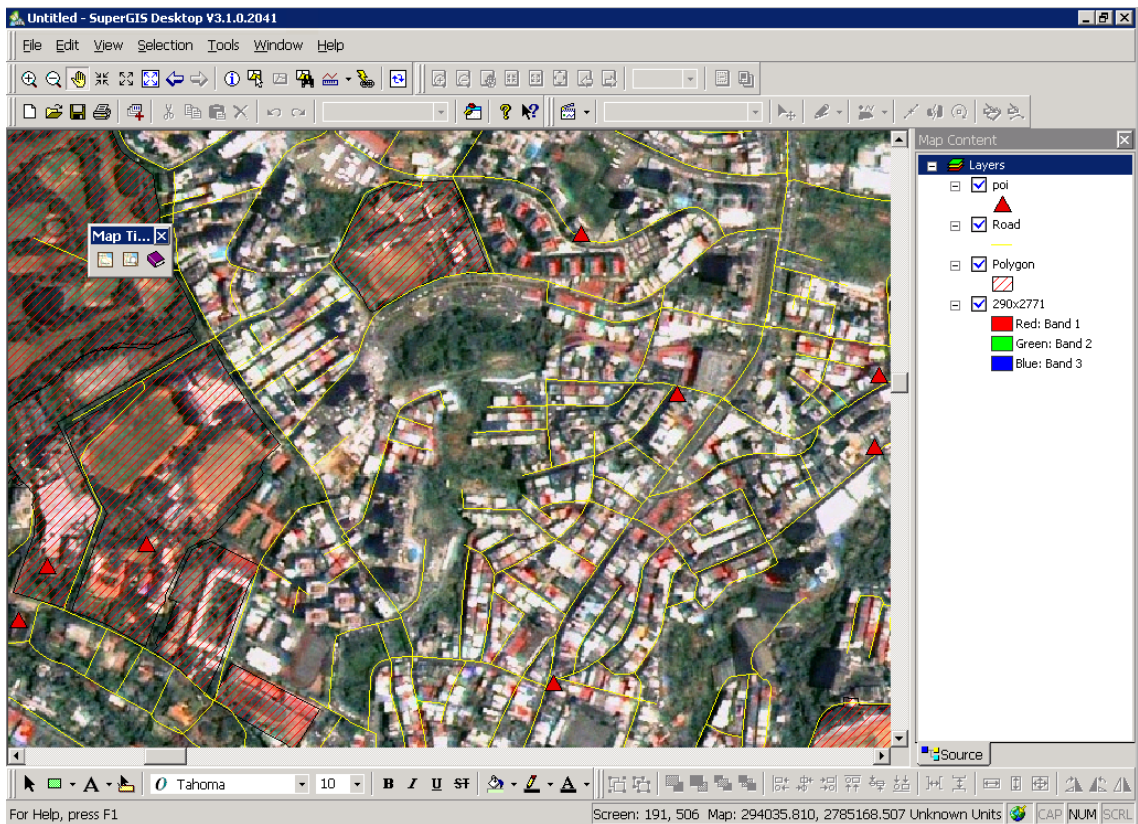 Untitled - SuperGIS Desktop V3.1.0.2041
File Edit View Selection Tools Window Help
Map Content
Layers
poi
Road
Map Ti...
Polygon
290x2771
Red: Band 1
Green: Band 2
Blue: Band 3
Source
A O Tahoma 10 B I U ST A
For Help, press F1 Screen: 191, 506 Map: 294035.810, 2785168.507 Unknown Units CAP NUM SCRL